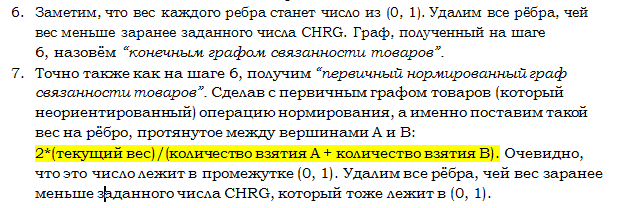 6. Заметим, что вес каждого ребра станет число из (0, 1). Удалим все рёбра, чей
вес меньше заранее заданного числа CHRG. Граф, полученный на шаге
6, назовём “конечным графом связанности товаров”.
7. Точно также как на шаге 6, получим “первичный нормированный граф
связанности товаров”. Сделав с первичным графом товаров (который
неориентированный) операцию нормирования, а именно поставим такой
вес на ребро, протянутое между вершинами A и B:
2*(текущий вес)/(количество взятия A + количество взятия B). Очевидно,
что это число лежит в промежутке (0, 1). Удалим все рёбра, чей вес заранее
меньше заданного числа CHRG, который тоже лежит в (0, 1).